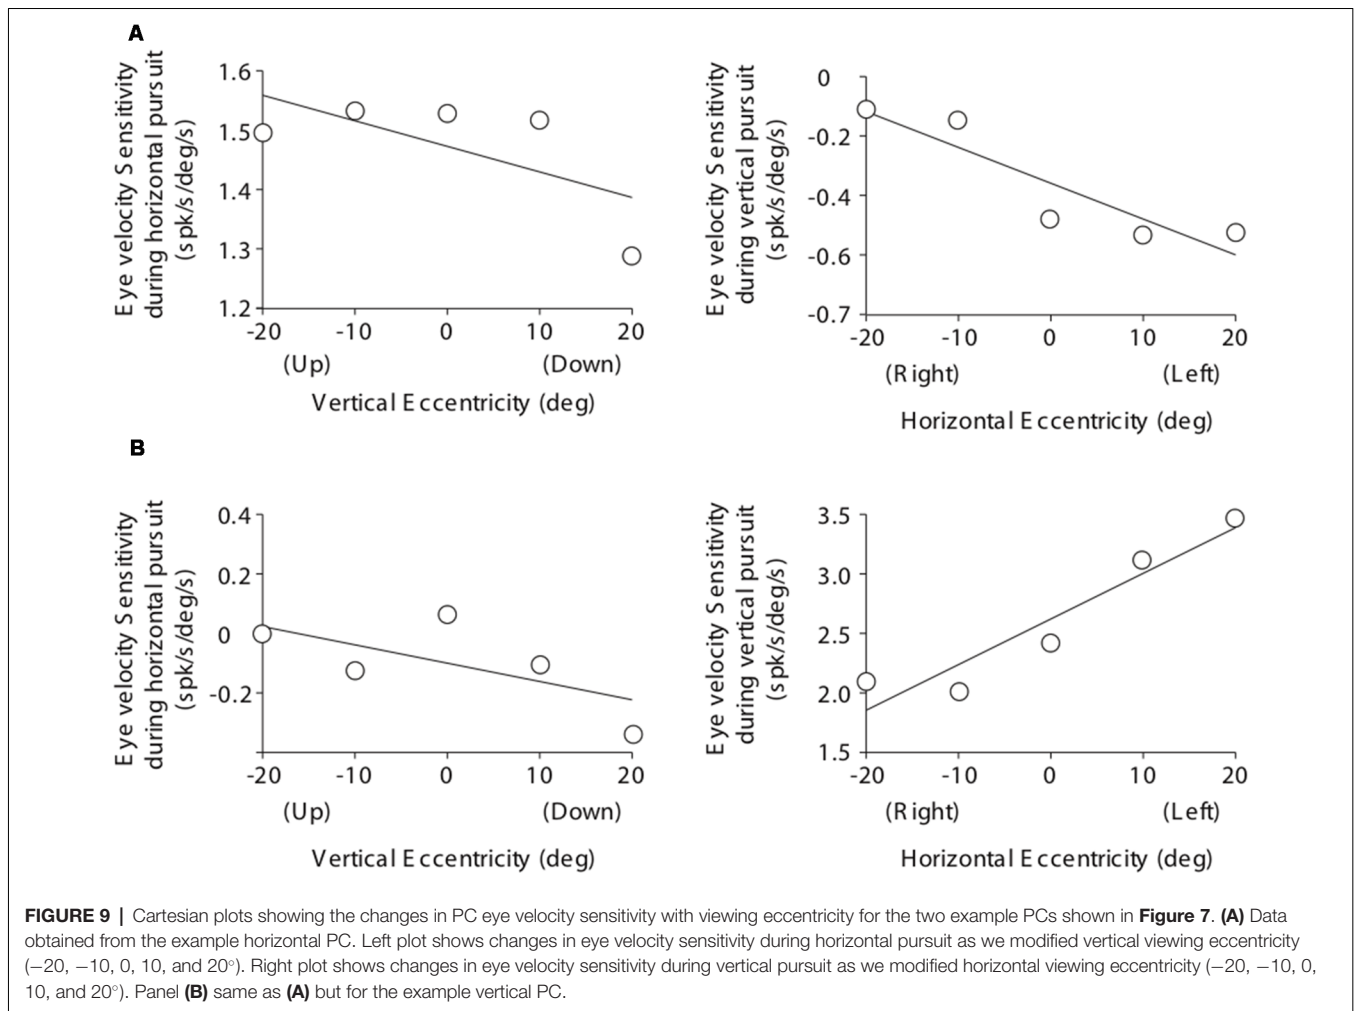 A
Eye velocity Sensitivity
during horizontal pursuit
(spk/s/deg/s)
1.6
1.5
1.4
1.3
1.2
-20
-10
0
10
20
(Up)
(Down)
Vertical Eccentricity (deg)
Eye velocity Sensitivity
during vertical pursuit
(spk/s/deg/s)
0
-0.2
-0.4
-0.6
-0.7
-20
-10
0
10
20
(Right)
(Left)
Horizontal Eccentricity (deg)
B
Eye velocity Sensitivity
during horizontal pursuit
(spk/s/deg/s)
0.4
0.2
0
-0.2
-20
-10
0
10
20
(Up)
(Down)
Vertical Eccentricity (deg)
Eye velocity Sensitivity
during vertical pursuit
(spk/s/deg/s)
3.5
3.0
2.5
2.0
1.5
-20
-10
0
10
20
(Right)
(Left)
Horizontal Eccentricity (deg)
FIGURE 9 | Cartesian plots showing the changes in PC eye velocity sensitivity with viewing eccentricity for the two example PCs shown in Figure 7. (A) Data
obtained from the example horizontal PC. Left plot shows changes in eye velocity sensitivity during horizontal pursuit as we modified vertical viewing eccentricity
(−20, −10, 0, 10, and 20°). Right plot shows changes in eye velocity sensitivity during vertical pursuit as we modified horizontal viewing eccentricity (−20, −10, 0,
10, and 20°). Panel (B) same as (A) but for the example vertical PC.